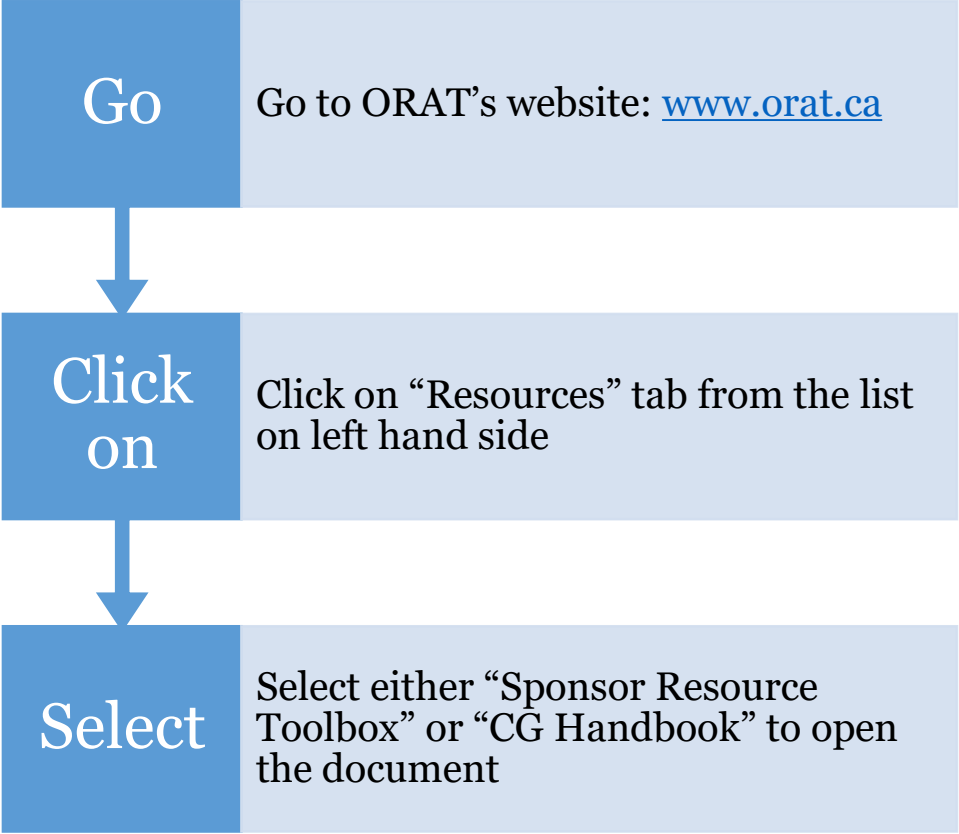 Go
Go to ORAT’s website: www.orat.ca
Click
on
Click on “Resources” tab from the list
on left hand side
Select
Select either “Sponsor Resource
Toolbox” or “CG Handbook” to open
the document